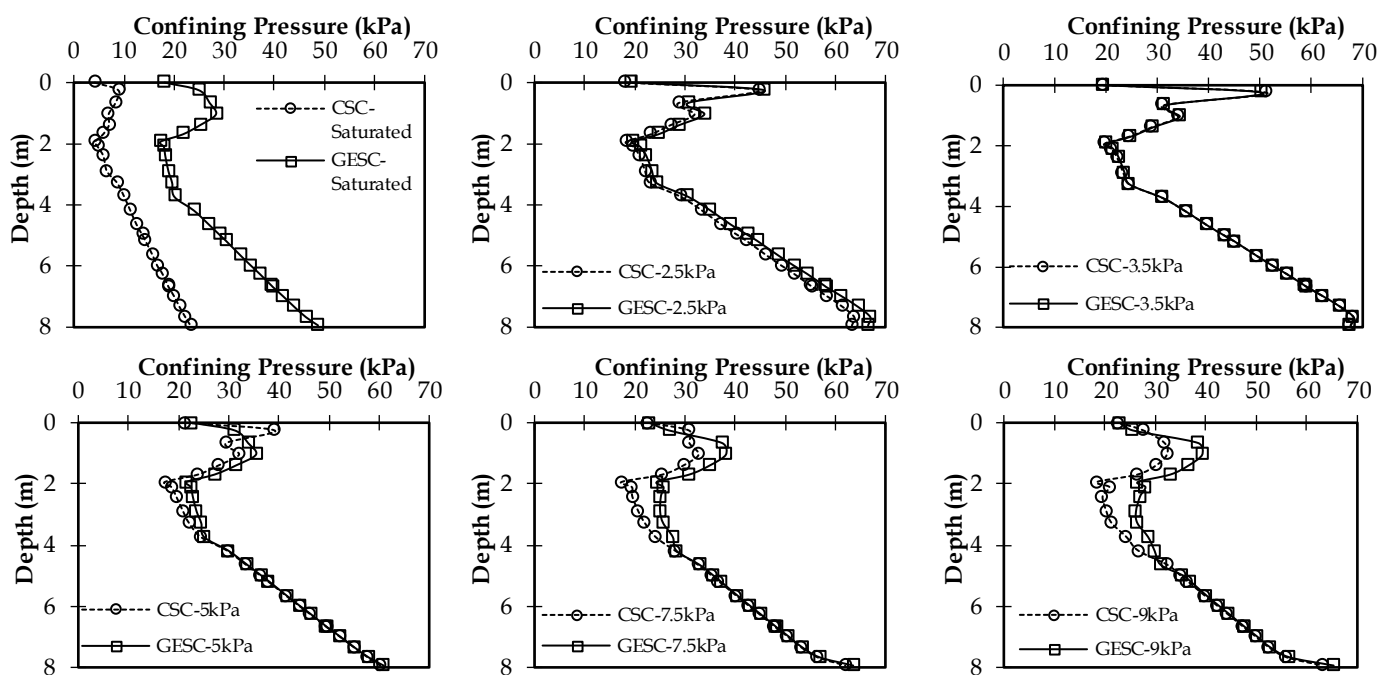 Confining Pressure (kPa)
0 10 20 30 40 50 60 70
0
2
4
6
8
Depth (m)
CSC-
Saturated
GESC-
Saturated
Confining Pressure (kPa)
0 10 20 30 40 50 60 70
0
2
4
6
8
Depth (m)
CSC-2.5kPa
GESC-2.5kPa
Confining Pressure (kPa)
0 10 20 30 40 50 60 70
0
2
4
6
8
Depth (m)
CSC-3.5kPa
GESC-3.5kPa
Confining Pressure (kPa)
0 10 20 30 40 50 60 70
0
2
4
6
8
Depth (m)
CSC-5kPa
GESC-5kPa
Confining Pressure (kPa)
0 10 20 30 40 50 60 70
0
2
4
6
8
Depth (m)
CSC-7.5kPa
GESC-7.5kPa
Confining Pressure (kPa)
0 10 20 30 40 50 60 70
0
2
4
6
8
Depth (m)
CSC-9kPa
GESC-9kPa